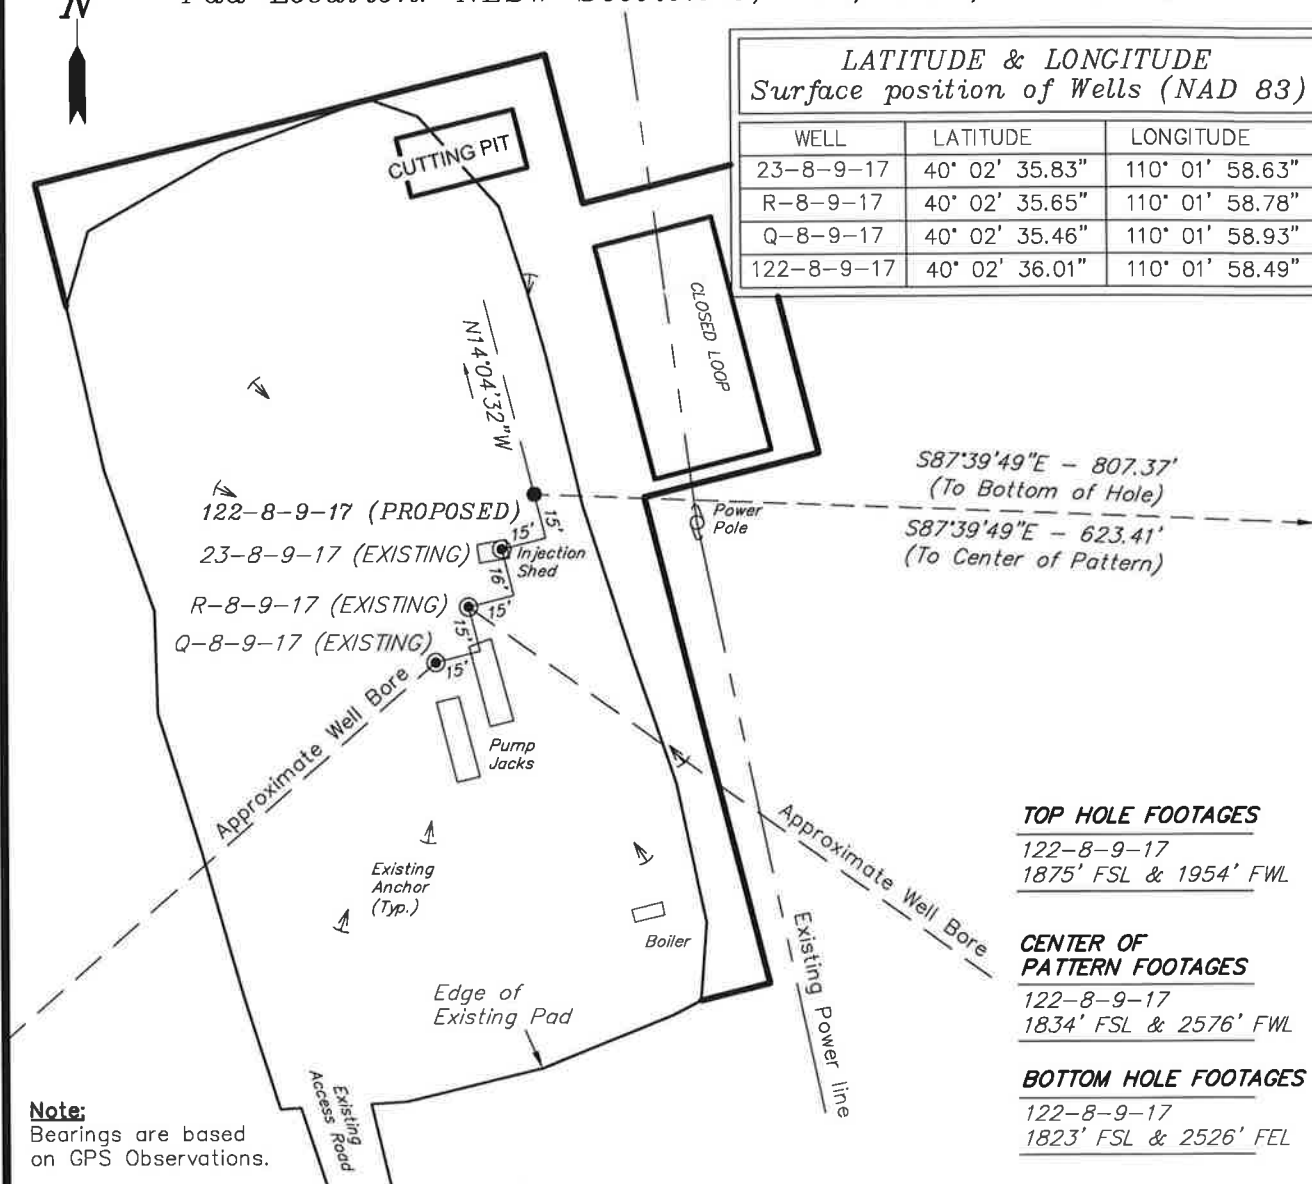 N
LATITUDE & LONGITUDE
Surface position of Wells (NAD 83)
WELL LATITUDE LONGITUDE
23-8-9-17 40° 02' 35.83" 110° 01' 58.63"
R-8-9-17 40° 02' 35.65" 110° 01' 58.78"
Q-8-9-17 40° 02' 35.46" 110° 01' 58.93"
122-8-9-17 40° 02' 36.01" 110° 01' 58.49"
CUTTING PIT
CLOSED LOOP
N14°04'32"W
S87°39'49"E - 807.37'
(To Bottom of Hole)
S87°39'49"E - 623.41'
(To Center of Pattern)
122-8-9-17 (PROPOSED)
15'
15'
Power
Pole
23-8-9-17 (EXISTING)
Injection
Shed
16'
R-8-9-17 (EXISTING)
15'
15'
Q-8-9-17 (EXISTING)
15'
Approximate Well Bore
Pump
Jacks
Approximate Well Bore
Existing
Anchor
(Typ.)
Boiler
Existing Power line
Edge of
Existing Pad
Existing
Access Road
TOP HOLE FOOTAGES
122-8-9-17
1875' FSL & 1954' FWL
CENTER OF
PATTERN FOOTAGES
122-8-9-17
1834' FSL & 2576' FWL
BOTTOM HOLE FOOTAGES
122-8-9-17
1823' FSL & 2526' FEL
Note:
Bearings are based
on GPS Observations.